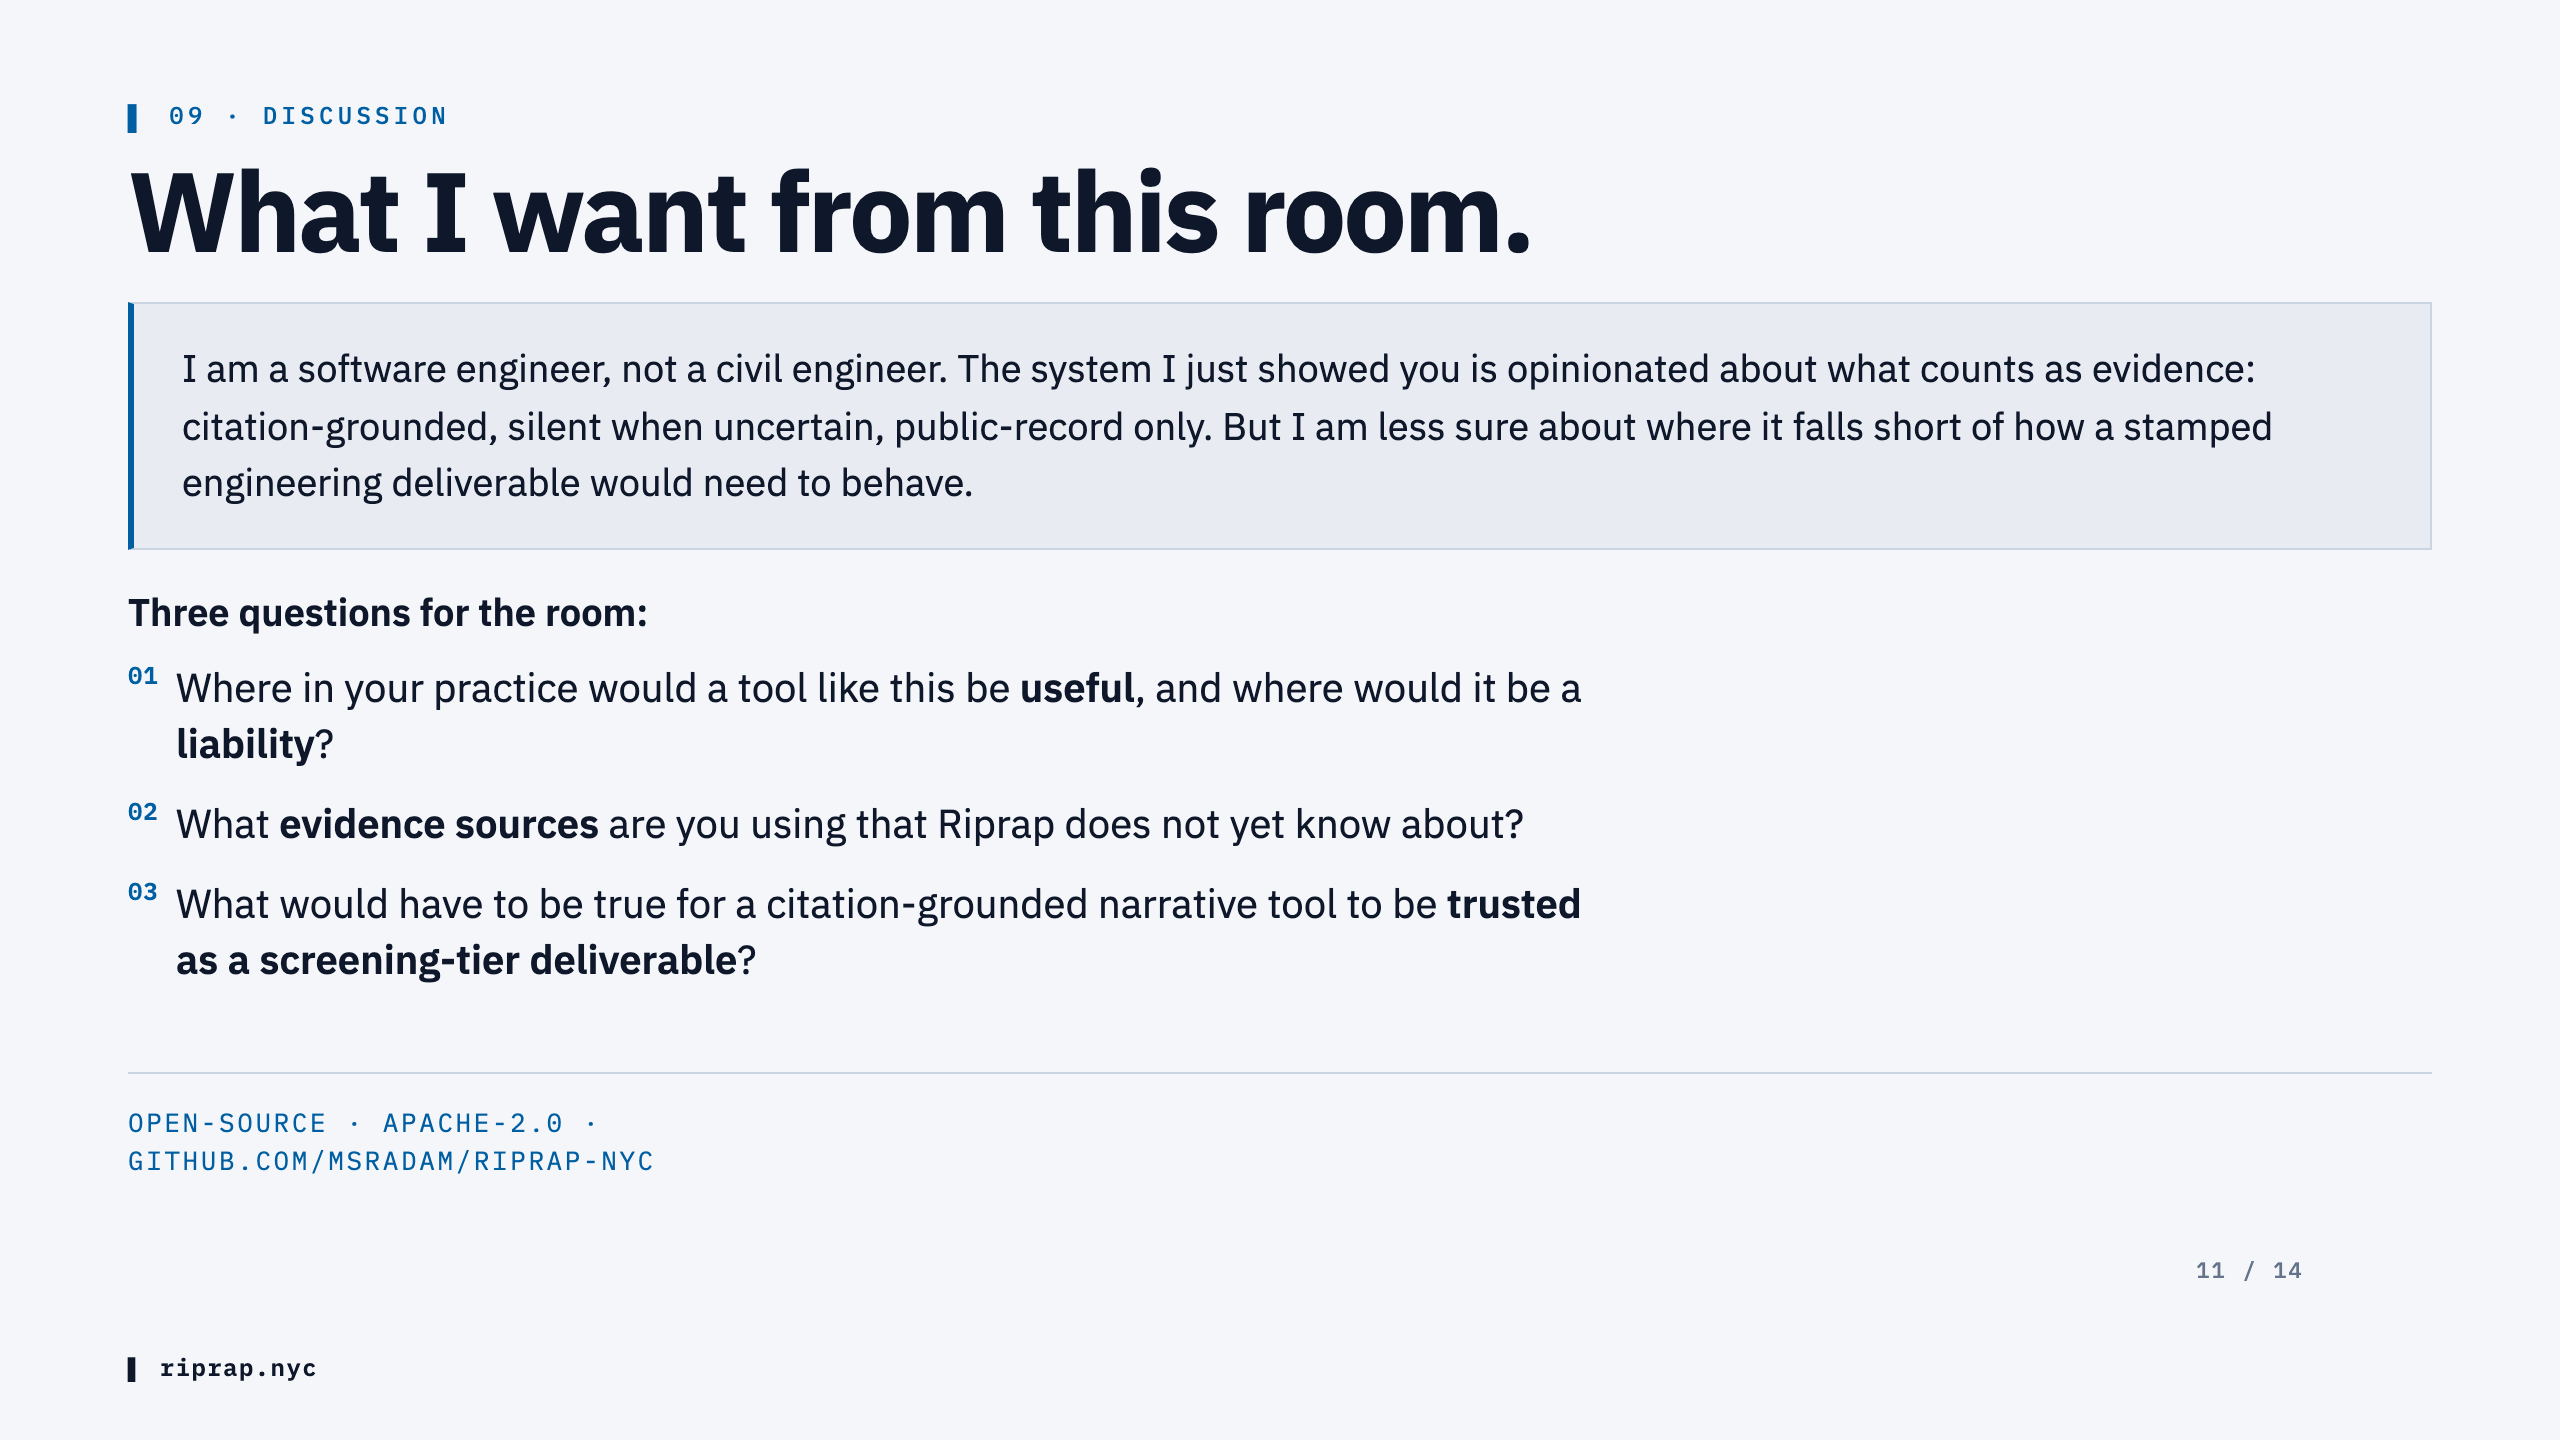 09 · DISCUSSION
What I want from this room.
I am a software engineer, not a civil engineer. The system I just showed you is opinionated about what counts as evidence:
citation-grounded, silent when uncertain, public-record only. But I am less sure about where it falls short of how a stamped
engineering deliverable would need to behave.
Three questions for the room:
01 Where in your practice would a tool like this be useful, and where would it be a
liability?
02 What evidence sources are you using that Riprap does not yet know about?
03 What would have to be true for a citation-grounded narrative tool to be trusted
as a screening-tier deliverable?
OPEN-SOURCE · APACHE-2.0 ·
GITHUB.COM/MSRADAM/RIPRAP-NYC
11 / 14
riprap.nyc